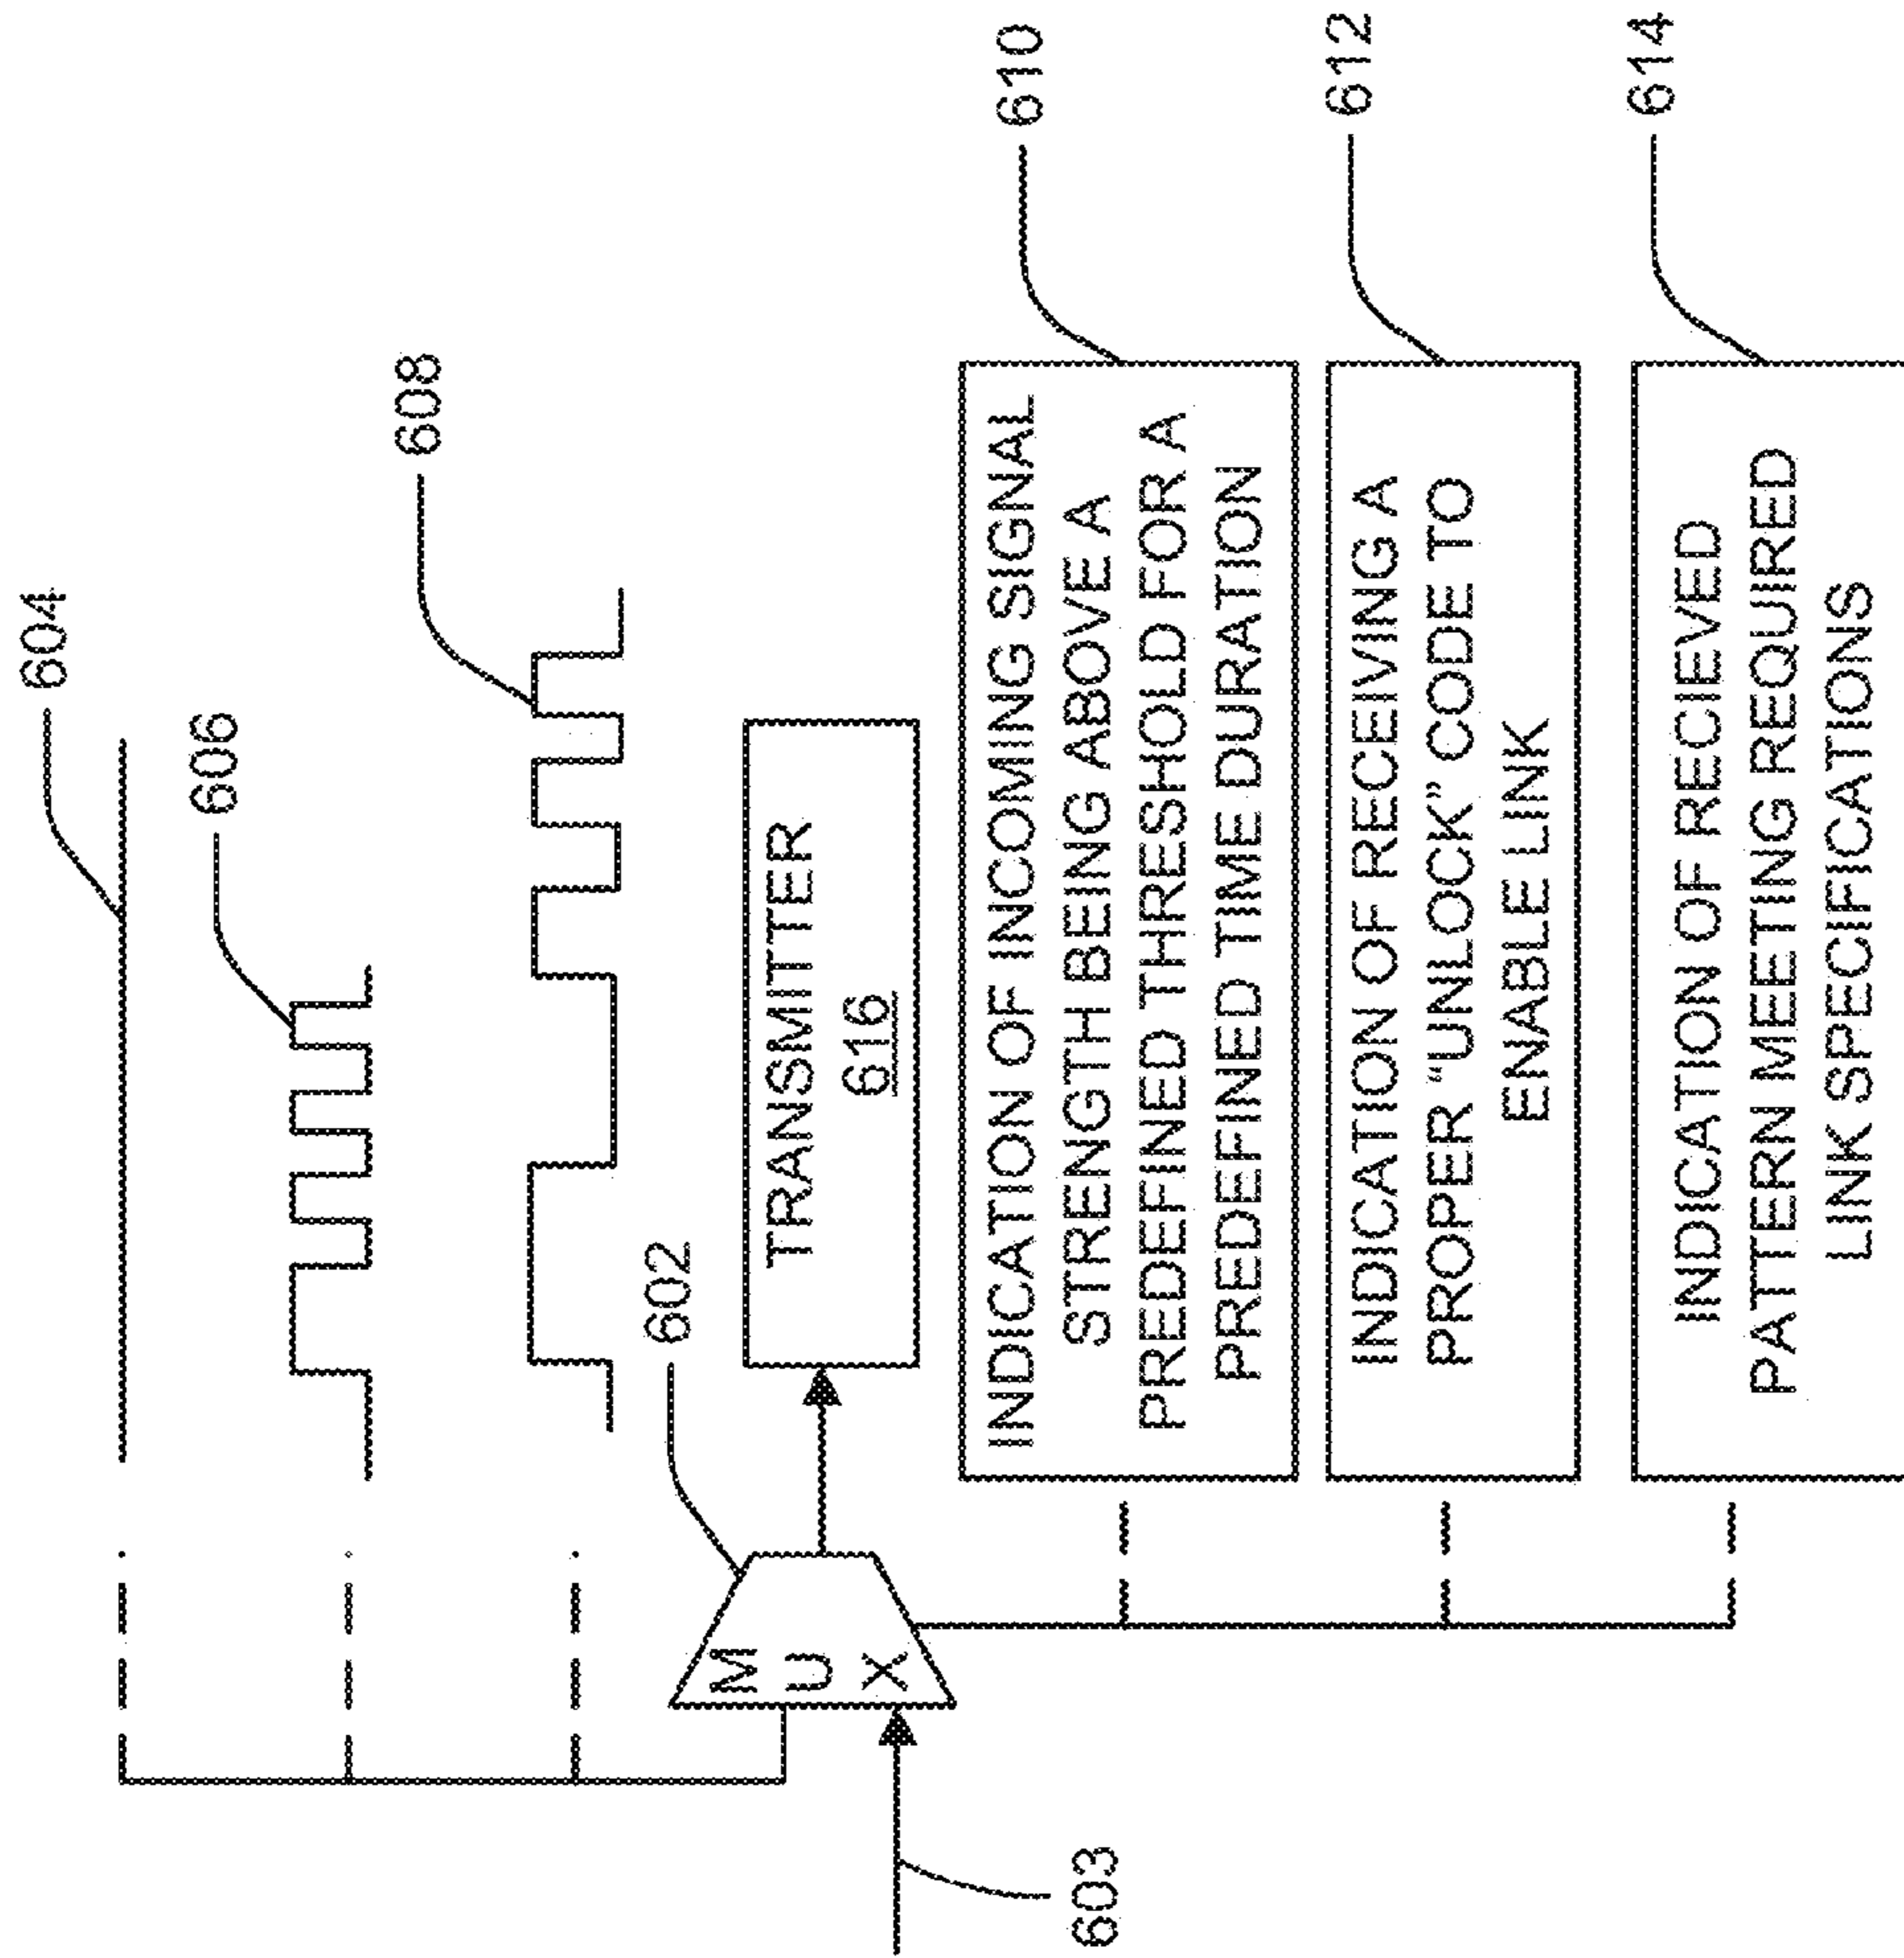 604
606
608
602
MUX
603
TRANSMITTER
616
INDICATION OF INCOMING SIGNAL
STRENGTH BEING ABOVE A
PREDEFINED THRESHOLD FOR A
PREDEFINED TIME DURATION
610
INDICATION OF RECEIVING A
PROPER "UNLOCK" CODE TO
ENABLE LINK
612
INDICATION OF RECIEVED
PATTERN MEETING REQUIRED
LINK SPECIFICATIONS
614